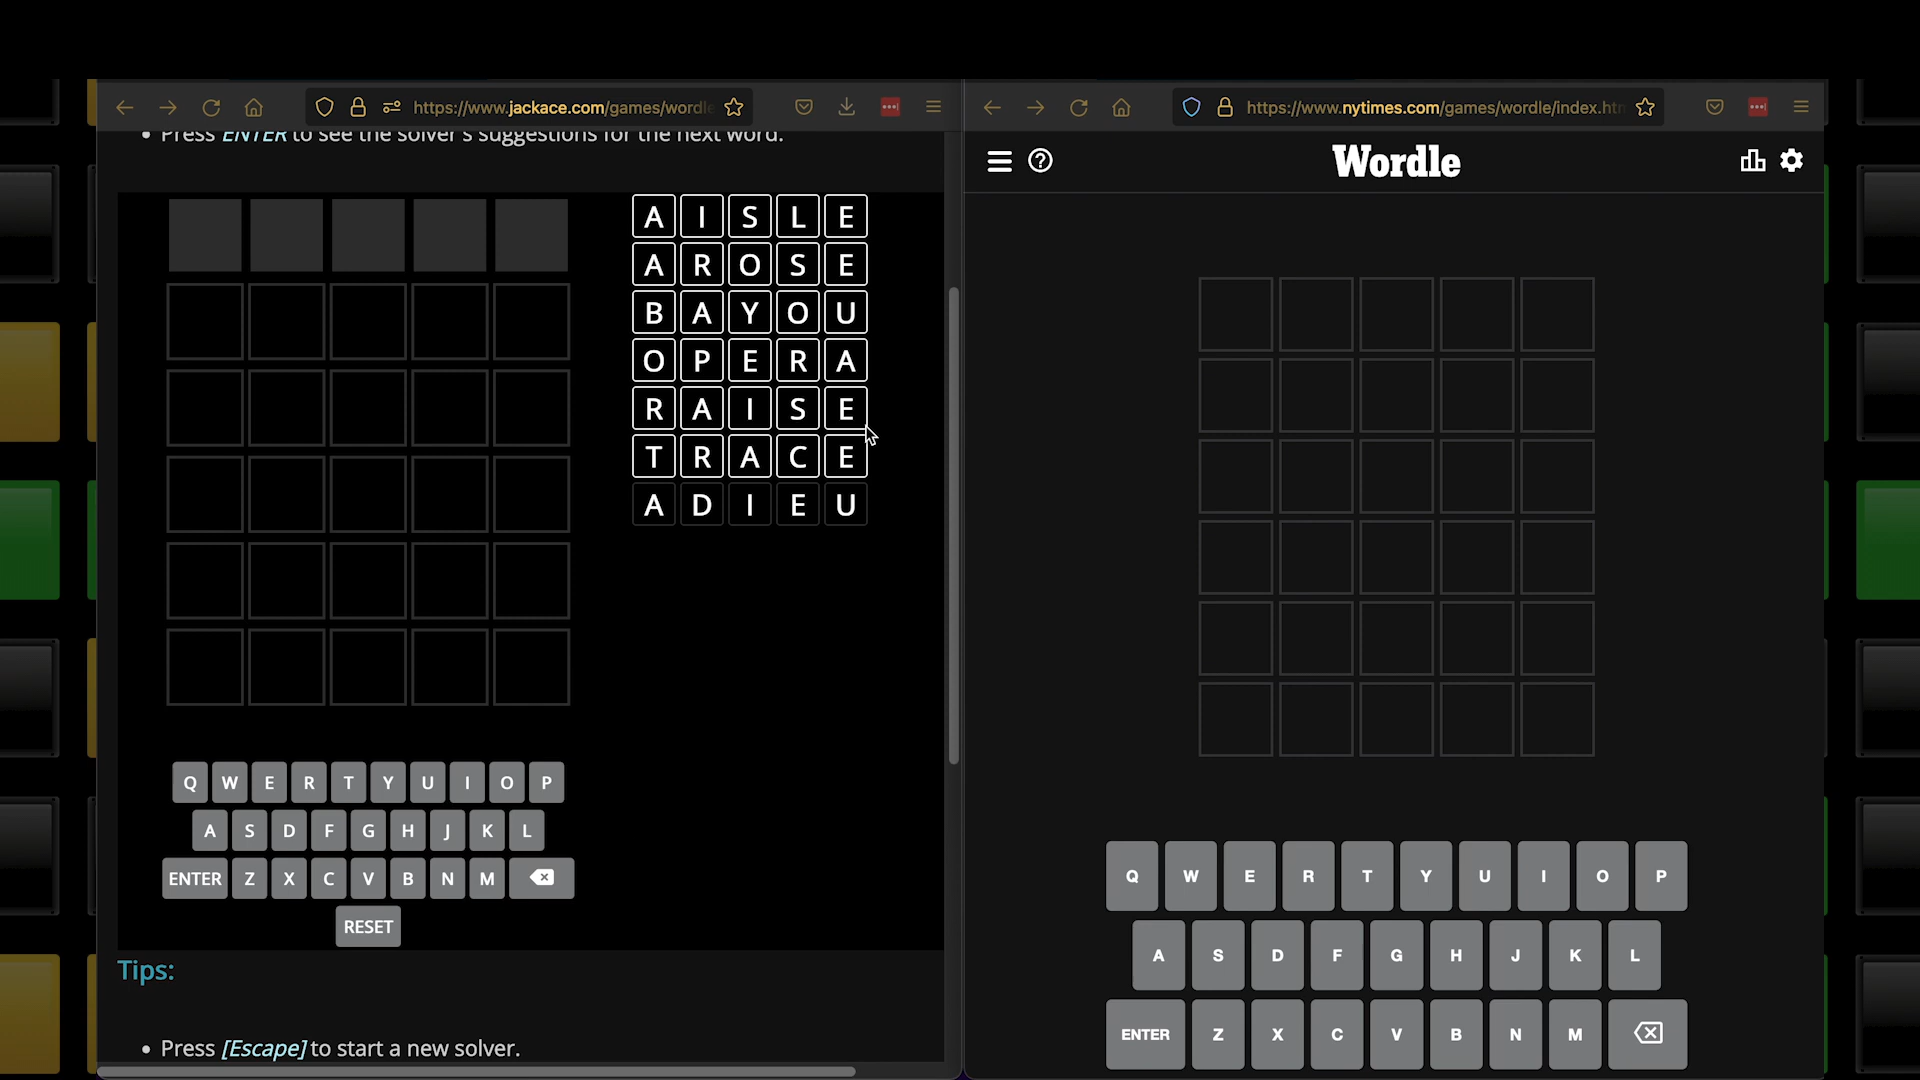 https://www.jackace.com/games/wordle
Press ENTER to see the solver's suggestions for the next word.
A I S L E
A R O S E
B A Y O U
O P E R A
R A I S E
T R A C E
A D I E U
Q W E R T Y U I O P
A S D F G H J K L
ENTER Z X C V B N M
RESET
Tips:
Press [Escape] to start a new solver.
https://www.nytimes.com/games/wordle/index.htm
Wordle
Q W E R T Y U I O P
A S D F G H J K L
ENTER Z X C V B N M